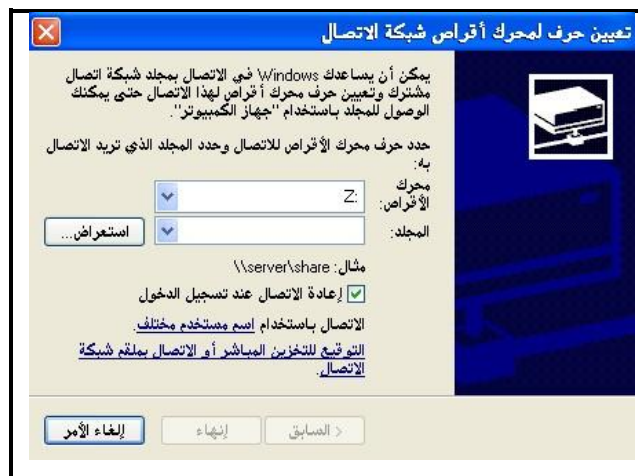 تعيين حرف لمحرك أقراص شبكة الاتصال
يمكن أن يساعدك Windows في الاتصال بمجلد شبكة اتصال
مشترك وتعيين حرف محرك أقراص لهذا الاتصال حتى يمكنك
الوصول للمجلد باستخدام "جهاز الكمبيوتر".
حدد حرف محرك الأقراص للاتصال وحدد المجلد الذي تريد الاتصال
به:
محرك
الأقراص:
Z:
المجلد:
استعراض...
مثال: \\server\share
إعادة الاتصال عند تسجيل الدخول
الاتصال باستخدام اسم مستخدم مختلف.
التوقيع للتخزين المباشر أو الاتصال بملقم شبكة
الاتصال.
< السابق
إنهاء
إلغاء الأمر